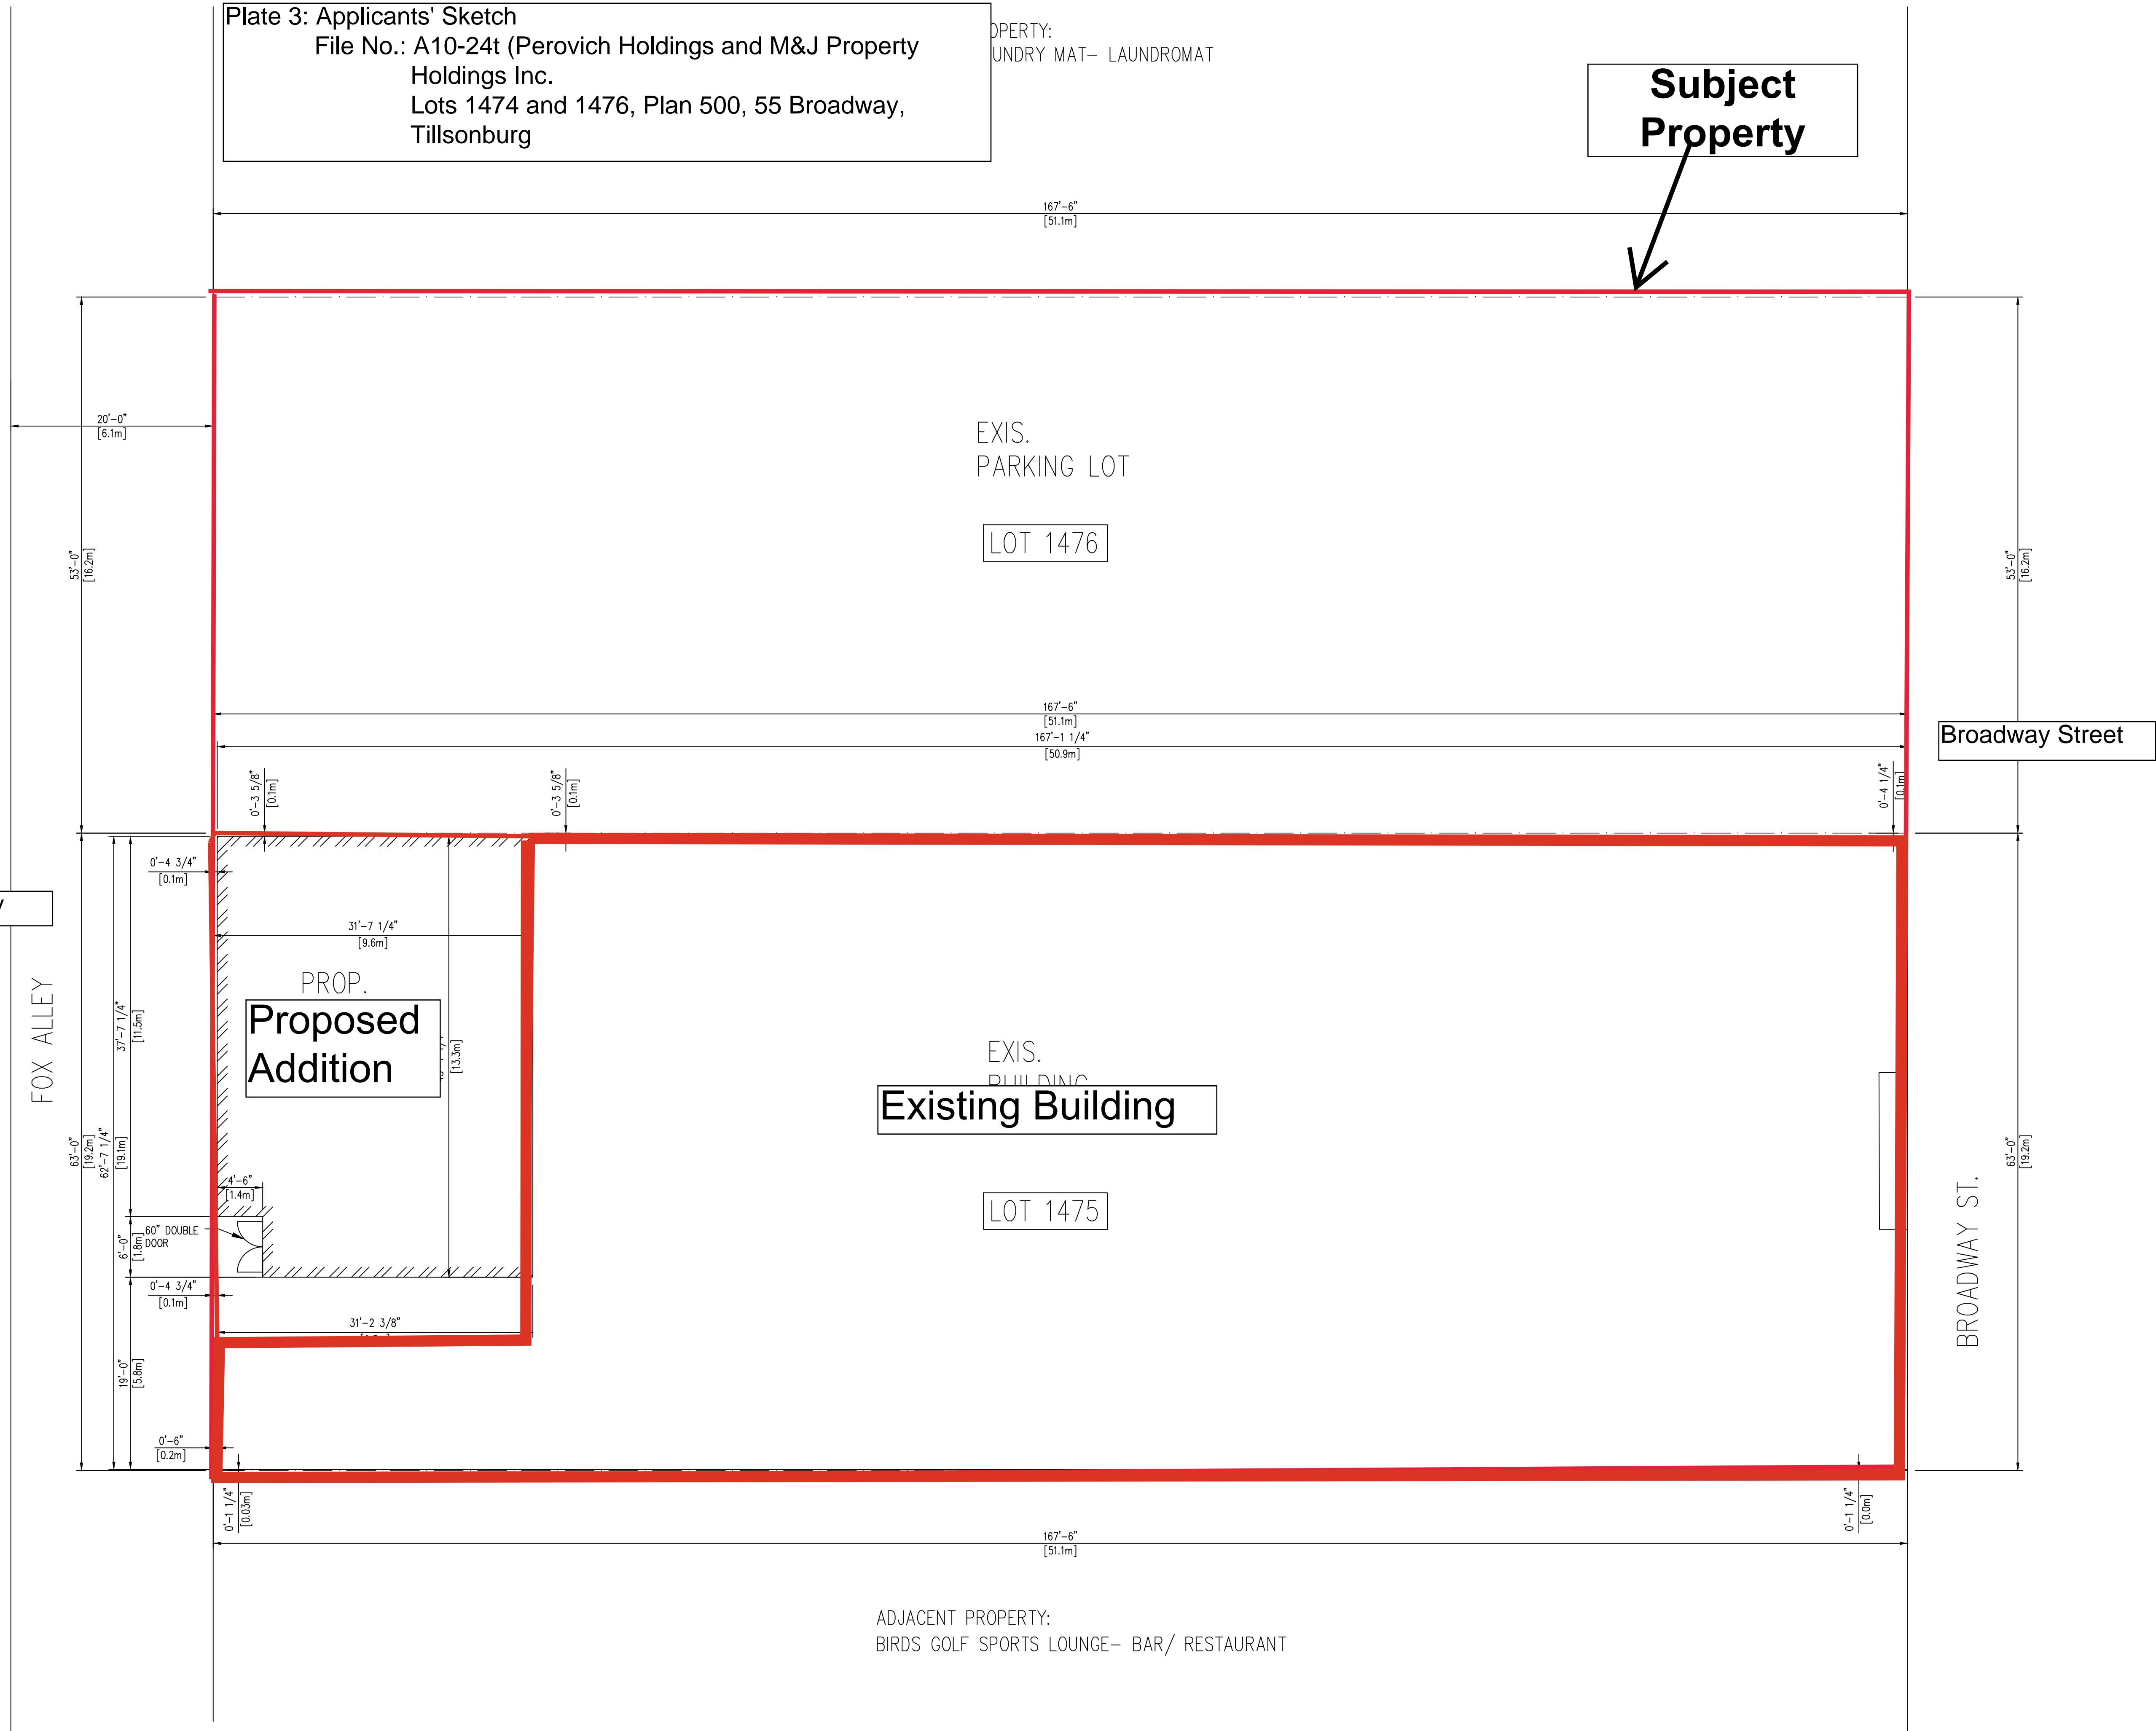 Plate 3: Applicants' Sketch
File No.: A10-24t (Perovich Holdings and M&J Property
Holdings Inc.
Lots 1474 and 1476, Plan 500, 55 Broadway,
Tillsonburg
MAT- LAUNDROMAT
Subject
Property
167'-6"
[51.1m]
20'-0"
[6.1m]
EXIS.
PARKING LOT
LOT 1476
53'-0"
[16.2m]
53'-0"
[16.2m]
167'-6"
[51.1m]
167'-1 1/4"
[50.9m]
Broadway Street
0'-3 5/8"
[0.1m]
0'-3 5/8"
[0.1m]
0'-4 1/4"
[0.1m]
0'-4 3/4"
[0.1m]
31'-7 1/4"
[9.6m]
PROP.
Proposed
Addition
[13.3m]
FOX ALLEY
37'-7 1/4"
[11.5m]
EXIS.
BUILDING
Existing Building
63'-0"
[19.2m]
62'-7 1/4"
[19.1m]
63'-0"
[19.2m]
4'-6"
[1.4m]
LOT 1475
60" DOUBLE
DOOR
6'-0"
[1.8m]
BROADWAY ST.
0'-4 3/4"
[0.1m]
31'-2 3/8"
19'-0"
[5.8m]
0'-6"
[0.2m]
0'-1 1/4"
[0.03m]
0'-1 1/4"
[0.0m]
167'-6"
[51.1m]
ADJACENT PROPERTY:
BIRDS GOLF SPORTS LOUNGE- BAR/ RESTAURANT